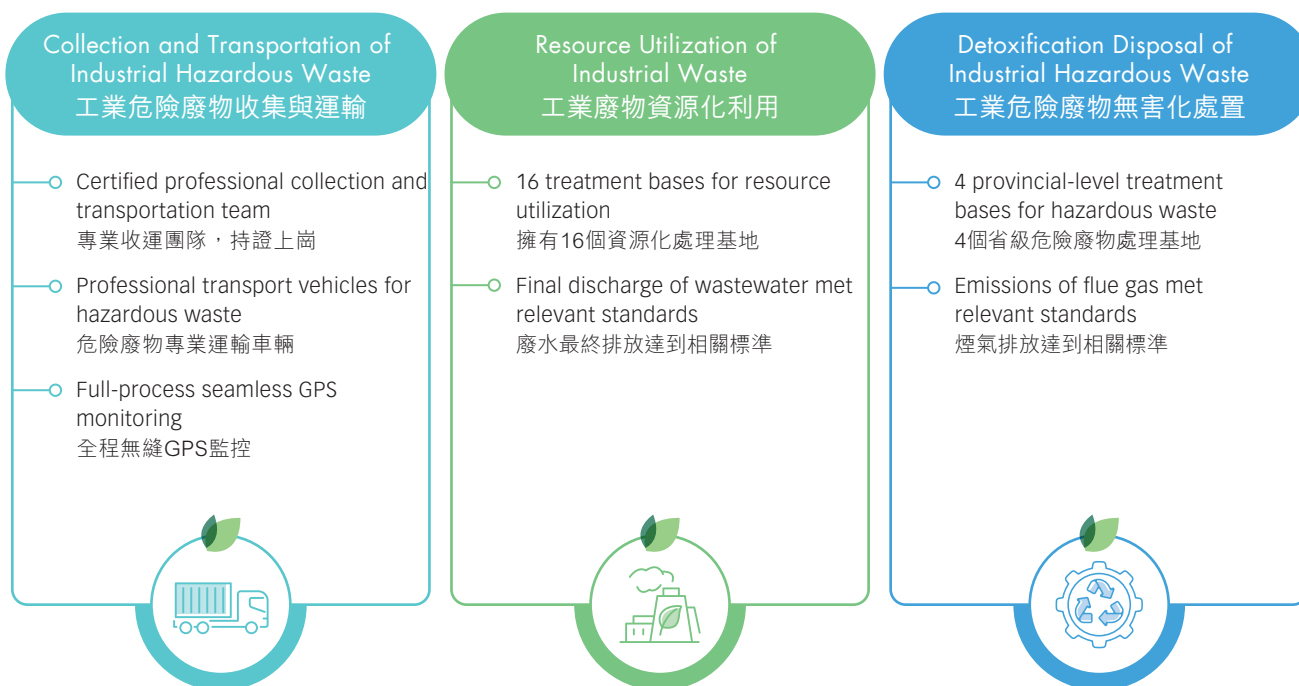 Collection and Transportation of
Industrial Hazardous Waste
工業危險廢物收集與運輸
Certified professional collection and
transportation team
專業收運團隊，持證上崗
Professional transport vehicles for
hazardous waste
危險廢物專業運輸車輛
Full-process seamless GPS
monitoring
全程無縫GPS監控
Resource Utilization of
Industrial Waste
工業廢物資源化利用
16 treatment bases for resource
utilization
擁有16個資源化處理基地
Final discharge of wastewater met
relevant standards
廢水最終排放達到相關標準
Detoxification Disposal of
Industrial Hazardous Waste
工業危險廢物無害化處置
4 provincial-level treatment
bases for hazardous waste
4個省級危險廢物處理基地
Emissions of flue gas met
relevant standards
煙氣排放達到相關標準